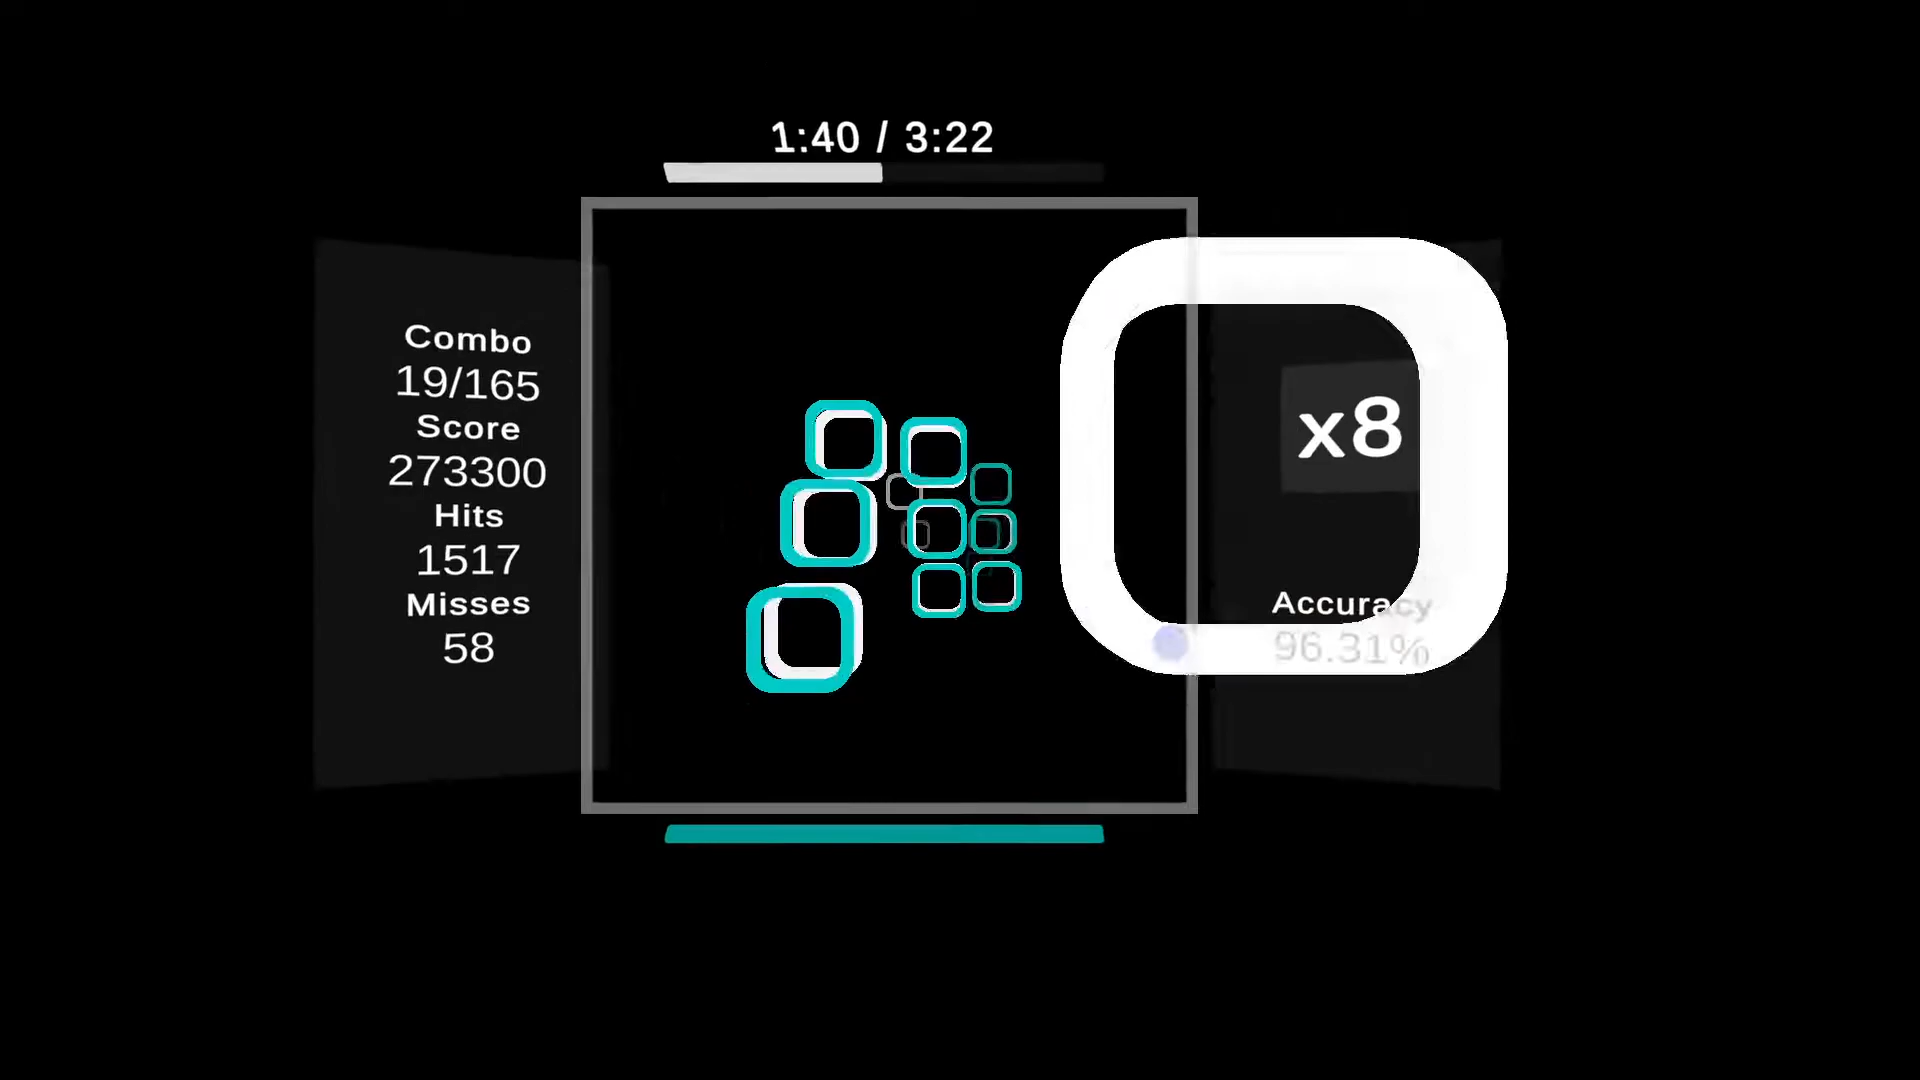 1:40 / 3:22
Combo
19/165
Score
273300
Hits
1517
Misses
58
x8
Accuracy
96.31%